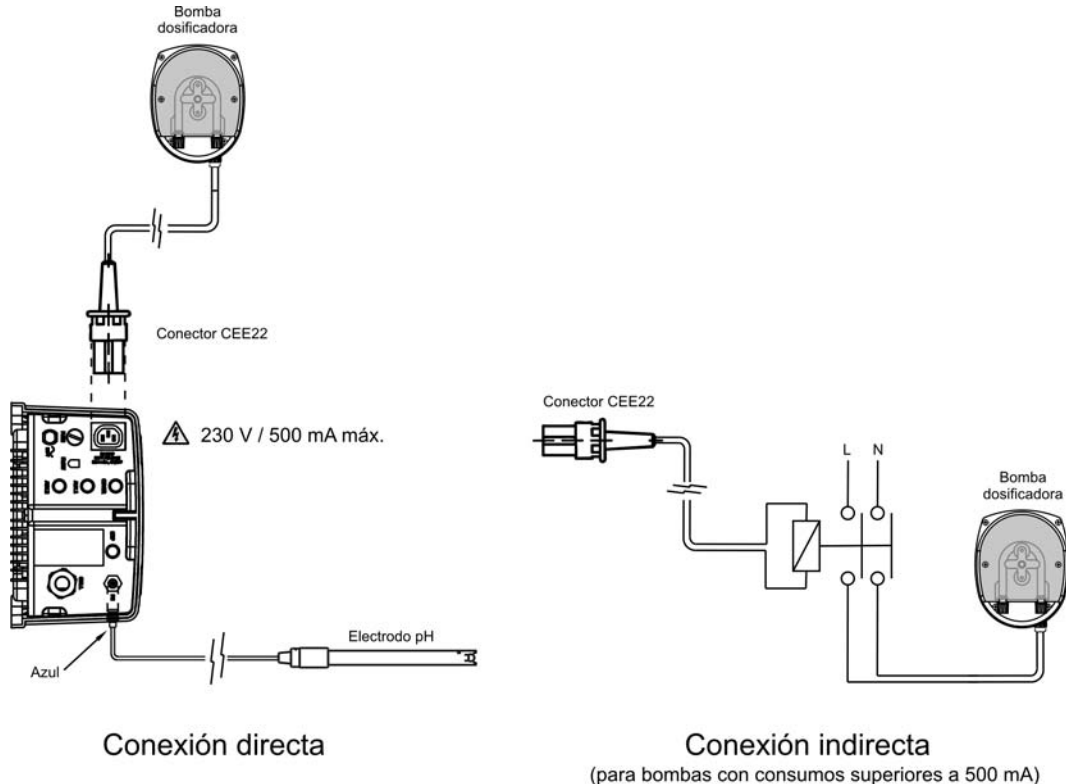 Bomba
dosificadora
Conector CEE22
230 V / 500 mA máx.
Azul
Electrodo pH
Conexión directa
Conector CEE22
L
N
Bomba
dosificadora
Conexión indirecta
(para bombas con consumos superiores a 500 mA)